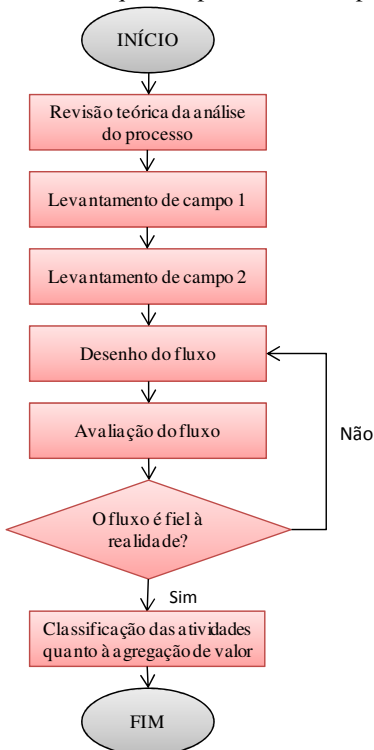 INÍCIO
Revisão teórica da análise
do processo
Levantamento de campo 1
Levantamento de campo 2
Desenho do fluxo
Avaliação do fluxo
Não
O fluxo é fiel à
realidade?
Sim
Classificação das atividades
quanto à agregação de valor
FIM